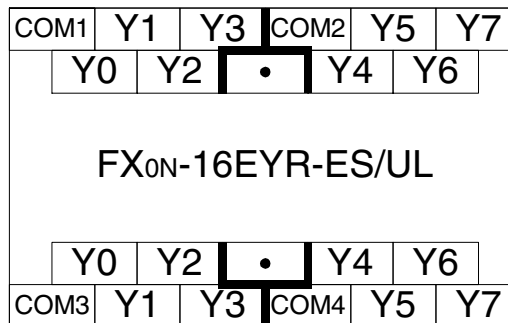 COM1 Y1 Y3 COM2 Y5 Y7
Y0 Y2 • Y4 Y6
FX0N-16EYR-ES/UL
Y0 Y2 • Y4 Y6
COM3 Y1 Y3 COM4 Y5 Y7